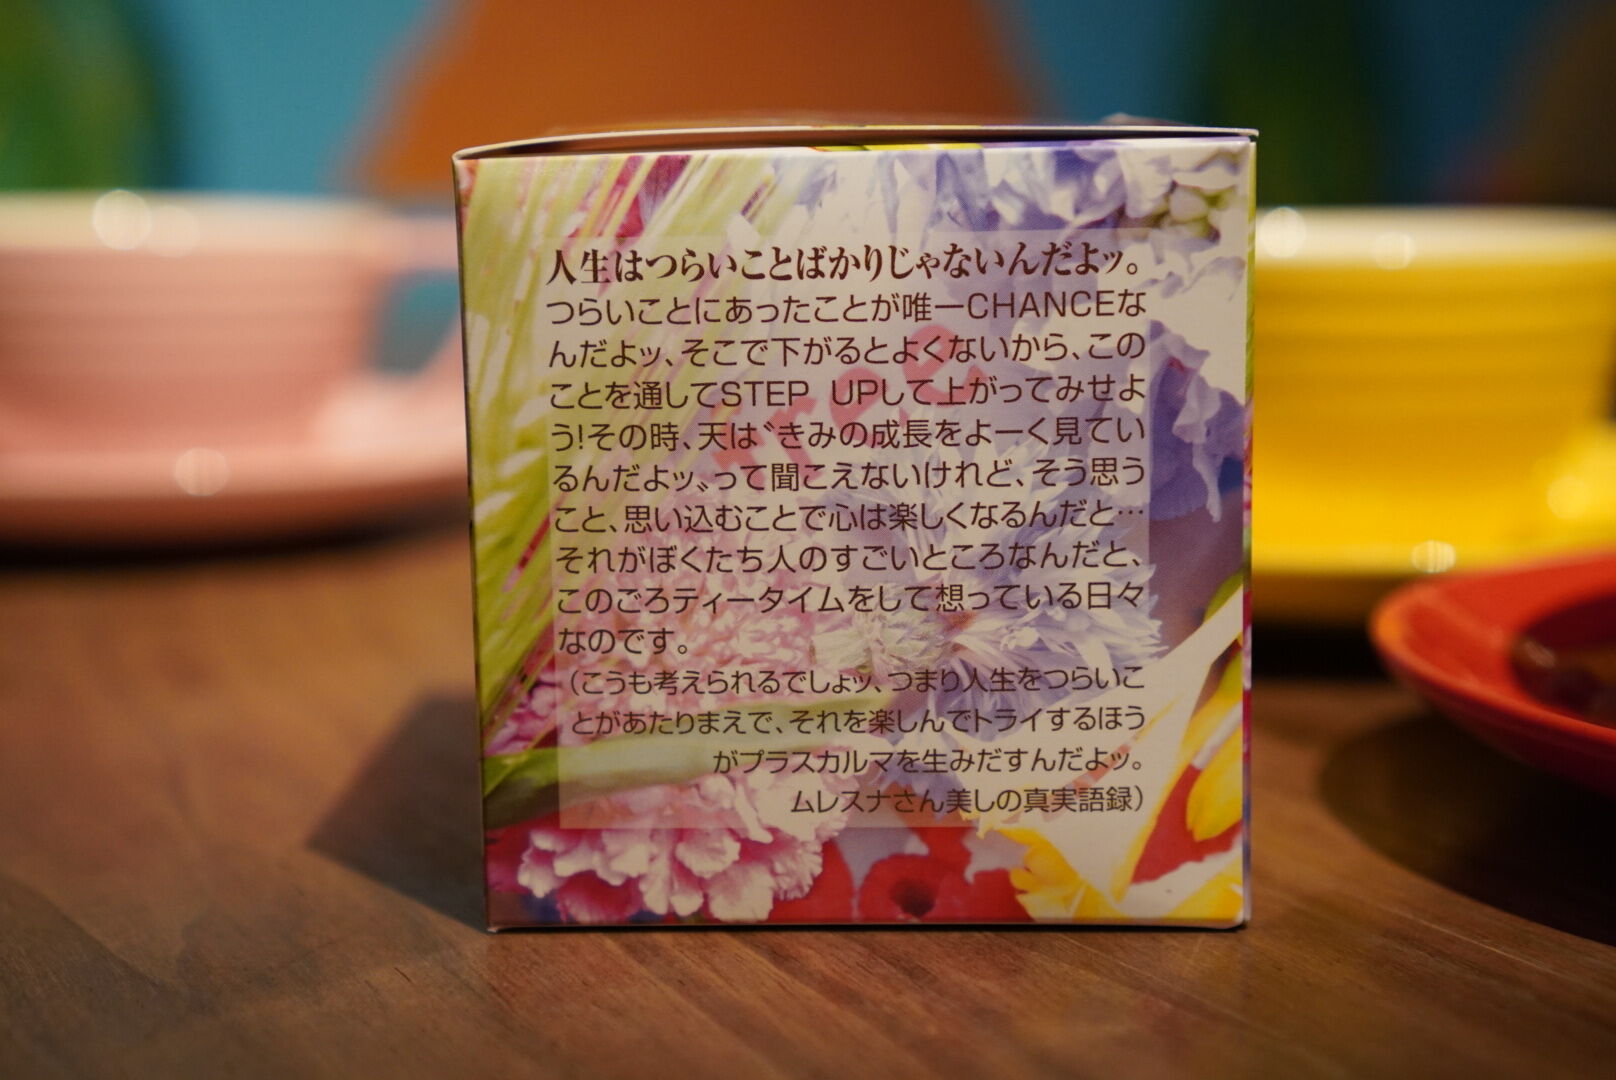 人生はつらいことばかりじゃないんだよッ。
つらいことにあったことが唯一CHANCEな
んだよッ、そこで下がるとよくないから、この
ことを通してSTEP UPして上がってみせよ
う!その時、天は〝きみの成長をよーく見てい
るんだよッ〟って聞こえないけれど、そう思う
こと、思い込むことで心は楽しくなるんだと…
それがぼくたち人のすごいところなんだと、
このごろティータイムをして想っている日々
なのです。
(こうも考えられるでしょッ、つまり人生をつらいこ
とがあたりまえで、それを楽しんでトライするほう
がプラスカルマを生みだすんだよッ。
ムレスナさん美しの真実語録)